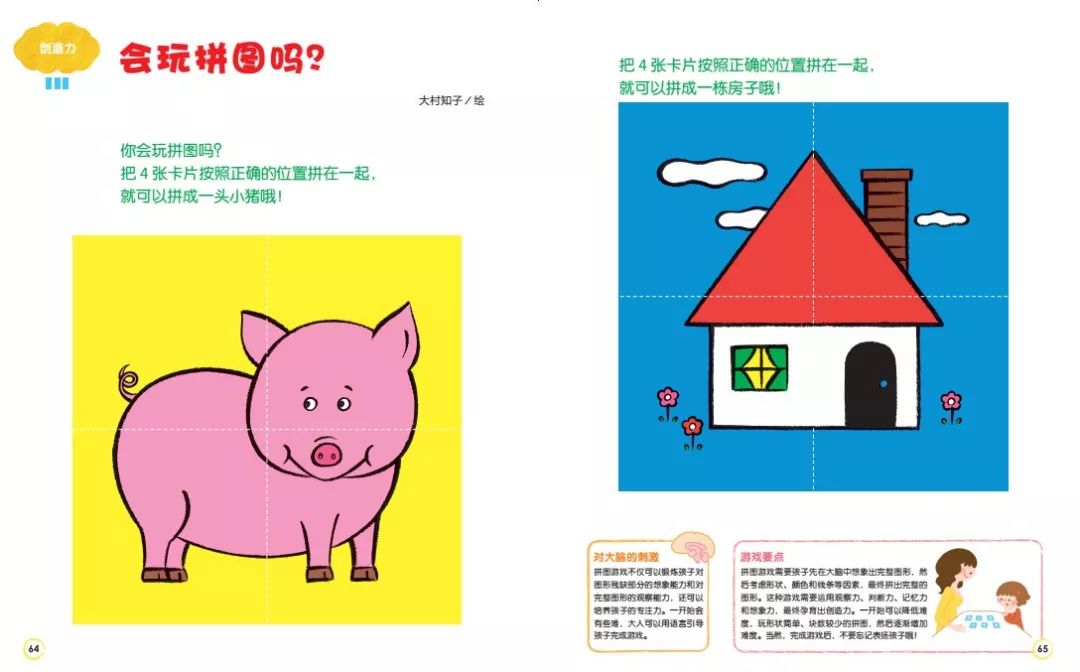 创造力
会玩拼图吗?
大村知子/绘
你会玩拼图吗?
把4张卡片按照正确的位置拼在一起，
就可以拼成一头小猪哦!
64
把4张卡片按照正确的位置拼在一起，
就可以拼成一栋房子哦!
对大脑的刺激
拼图游戏不仅可以锻炼孩子对
图形残缺部分的想象能力和对
完整图形的观察能力，还可以
培养孩子的专注力。一开始会
有些难，大人可以用语言引导
孩子完成游戏。
游戏要点
拼图游戏需要孩子先在大脑中想象出完整图形，然
后考虑形状、颜色和线条等因素，最终拼出完整的
图形。这种游戏需要运用观察力、判断力、记忆力
和想象力，最终孕育出创造力。一开始可以降低难
度，玩形状简单、块数较少的拼图，然后逐渐增加
难度。当然，完成游戏后，不要忘记表扬孩子哦!
65